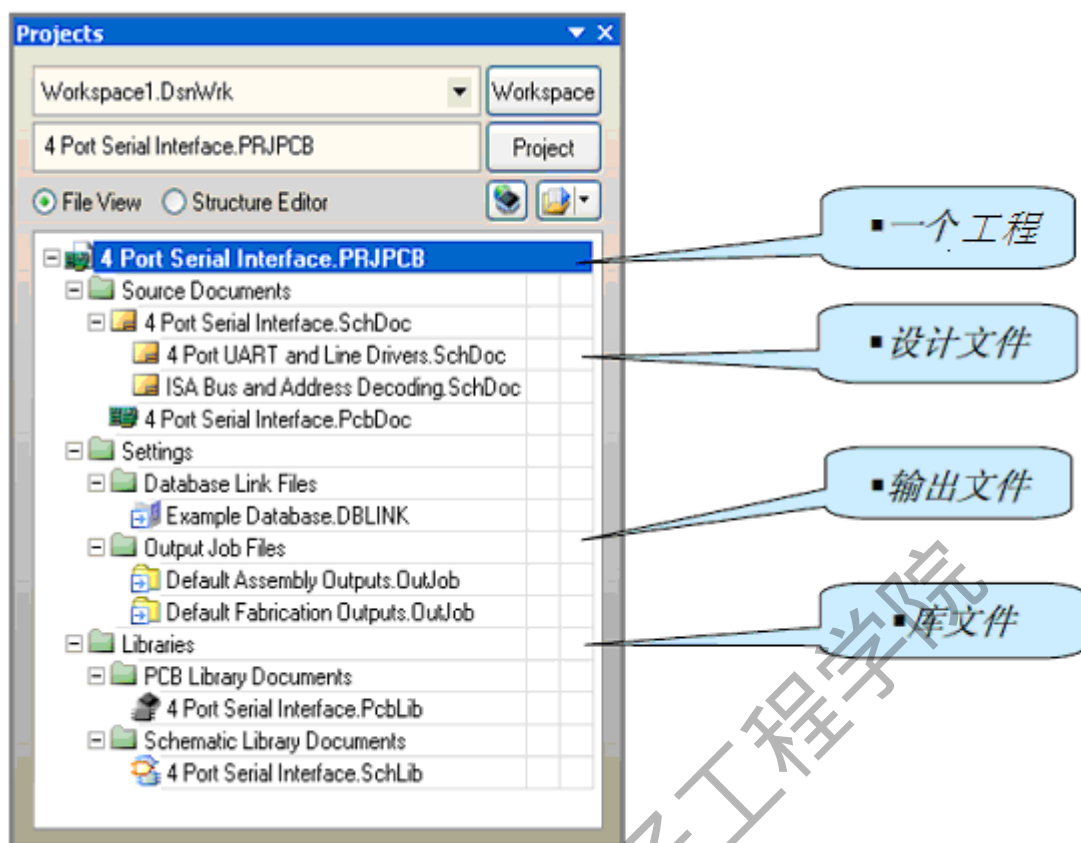 Projects
Workspace1.DsnWrk
Workspace
4 Port Serial Interface.PRJPCB
Project
File View
Structure Editor
4 Port Serial Interface.PRJPCB
Source Documents
4 Port Serial Interface.SchDoc
4 Port UART and Line Drivers.SchDoc
ISA Bus and Address Decoding.SchDoc
4 Port Serial Interface.PcbDoc
Settings
Database Link Files
Example Database.DBLINK
Output Job Files
Default Assembly Outputs.OutJob
Default Fabrication Outputs.OutJob
Libraries
PCB Library Documents
4 Port Serial Interface.PcbLib
Schematic Library Documents
4 Port Serial Interface.SchLib
▪一个工程
▪设计文件
▪输出文件
▪库文件
子工程学院